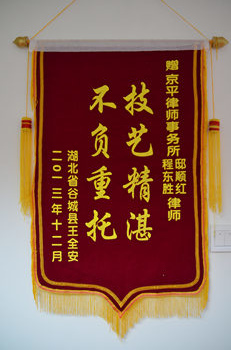 赠 京平律师事务所 邸顺红 程东胜 律师
技艺精湛
不负重托
湖北省谷城县王全安
二〇一三年十二月